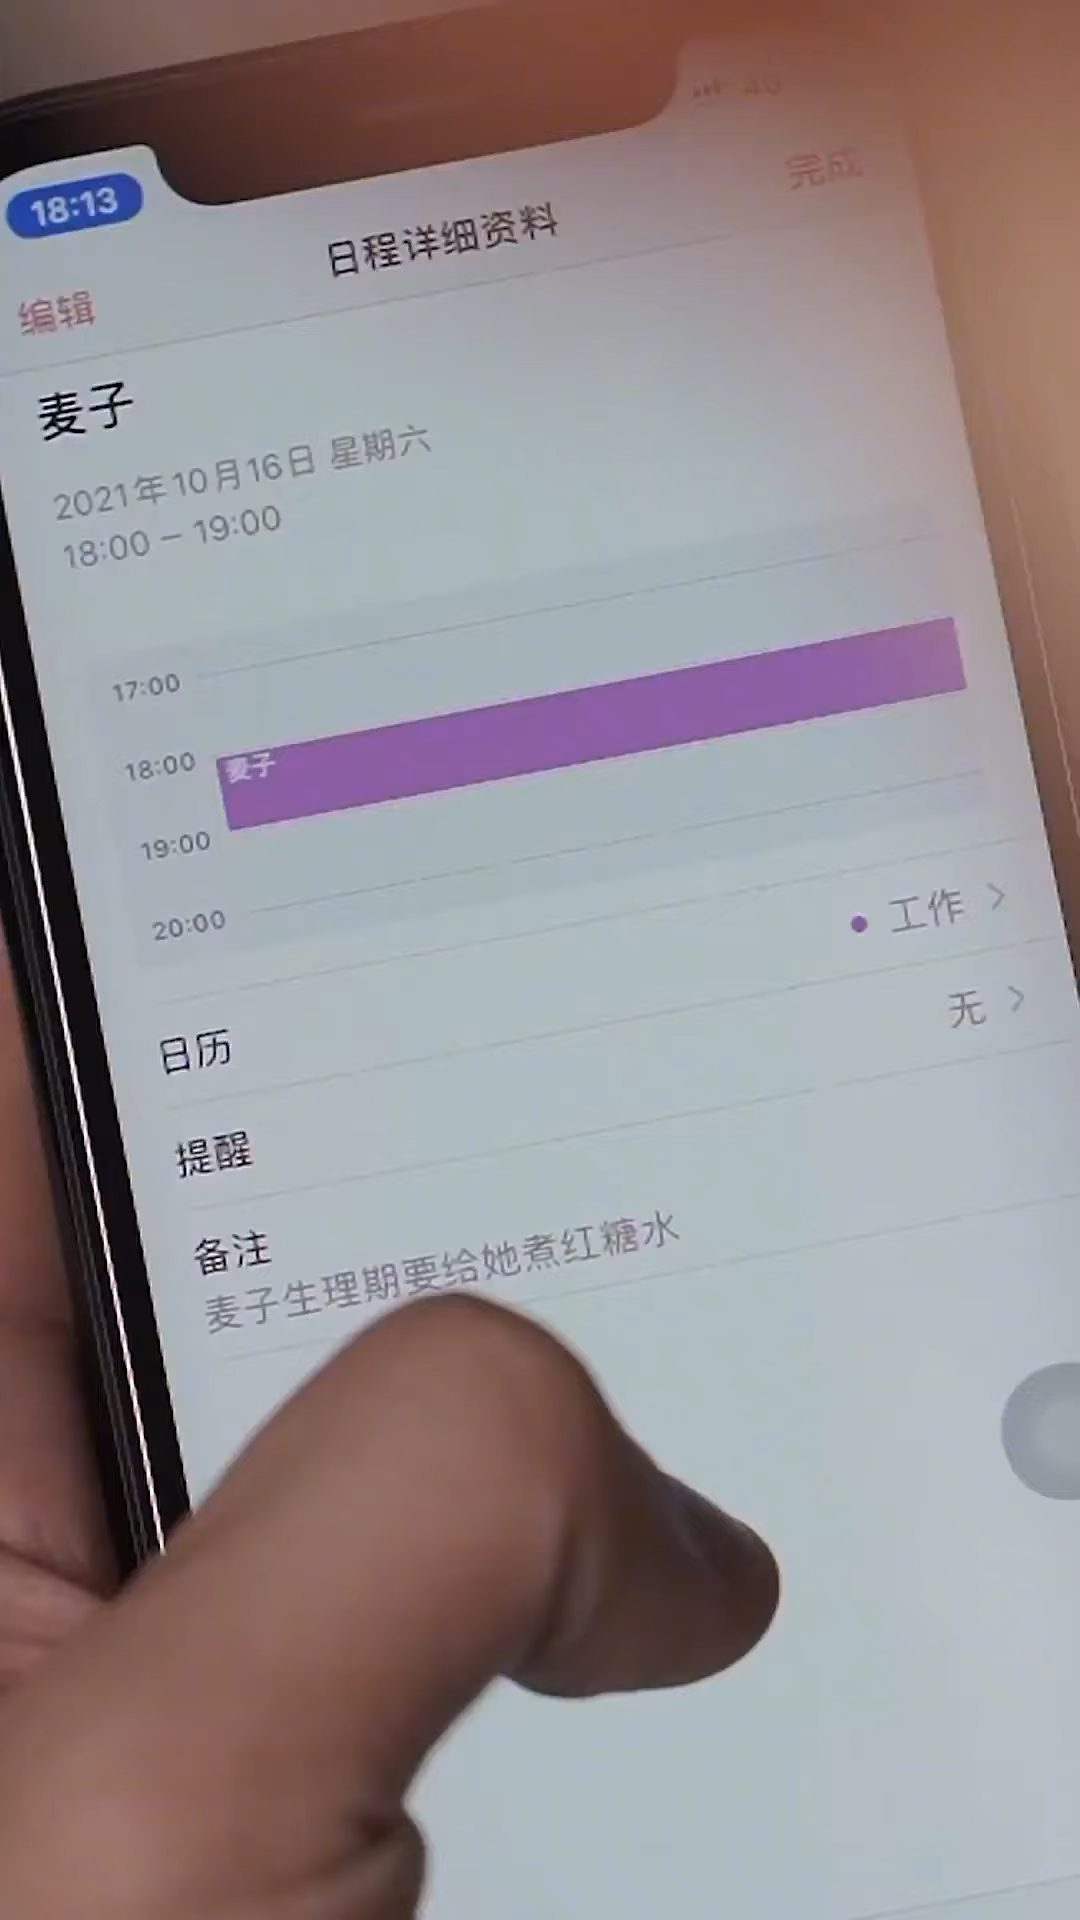 18:13
完成
日程详细资料
编辑
麦子
2021年10月16日 星期六
18:00 – 19:00
17:00
18:00
麦子
19:00
20:00
工作
日历
无
提醒
备注
麦子生理期要给她煮红糖水